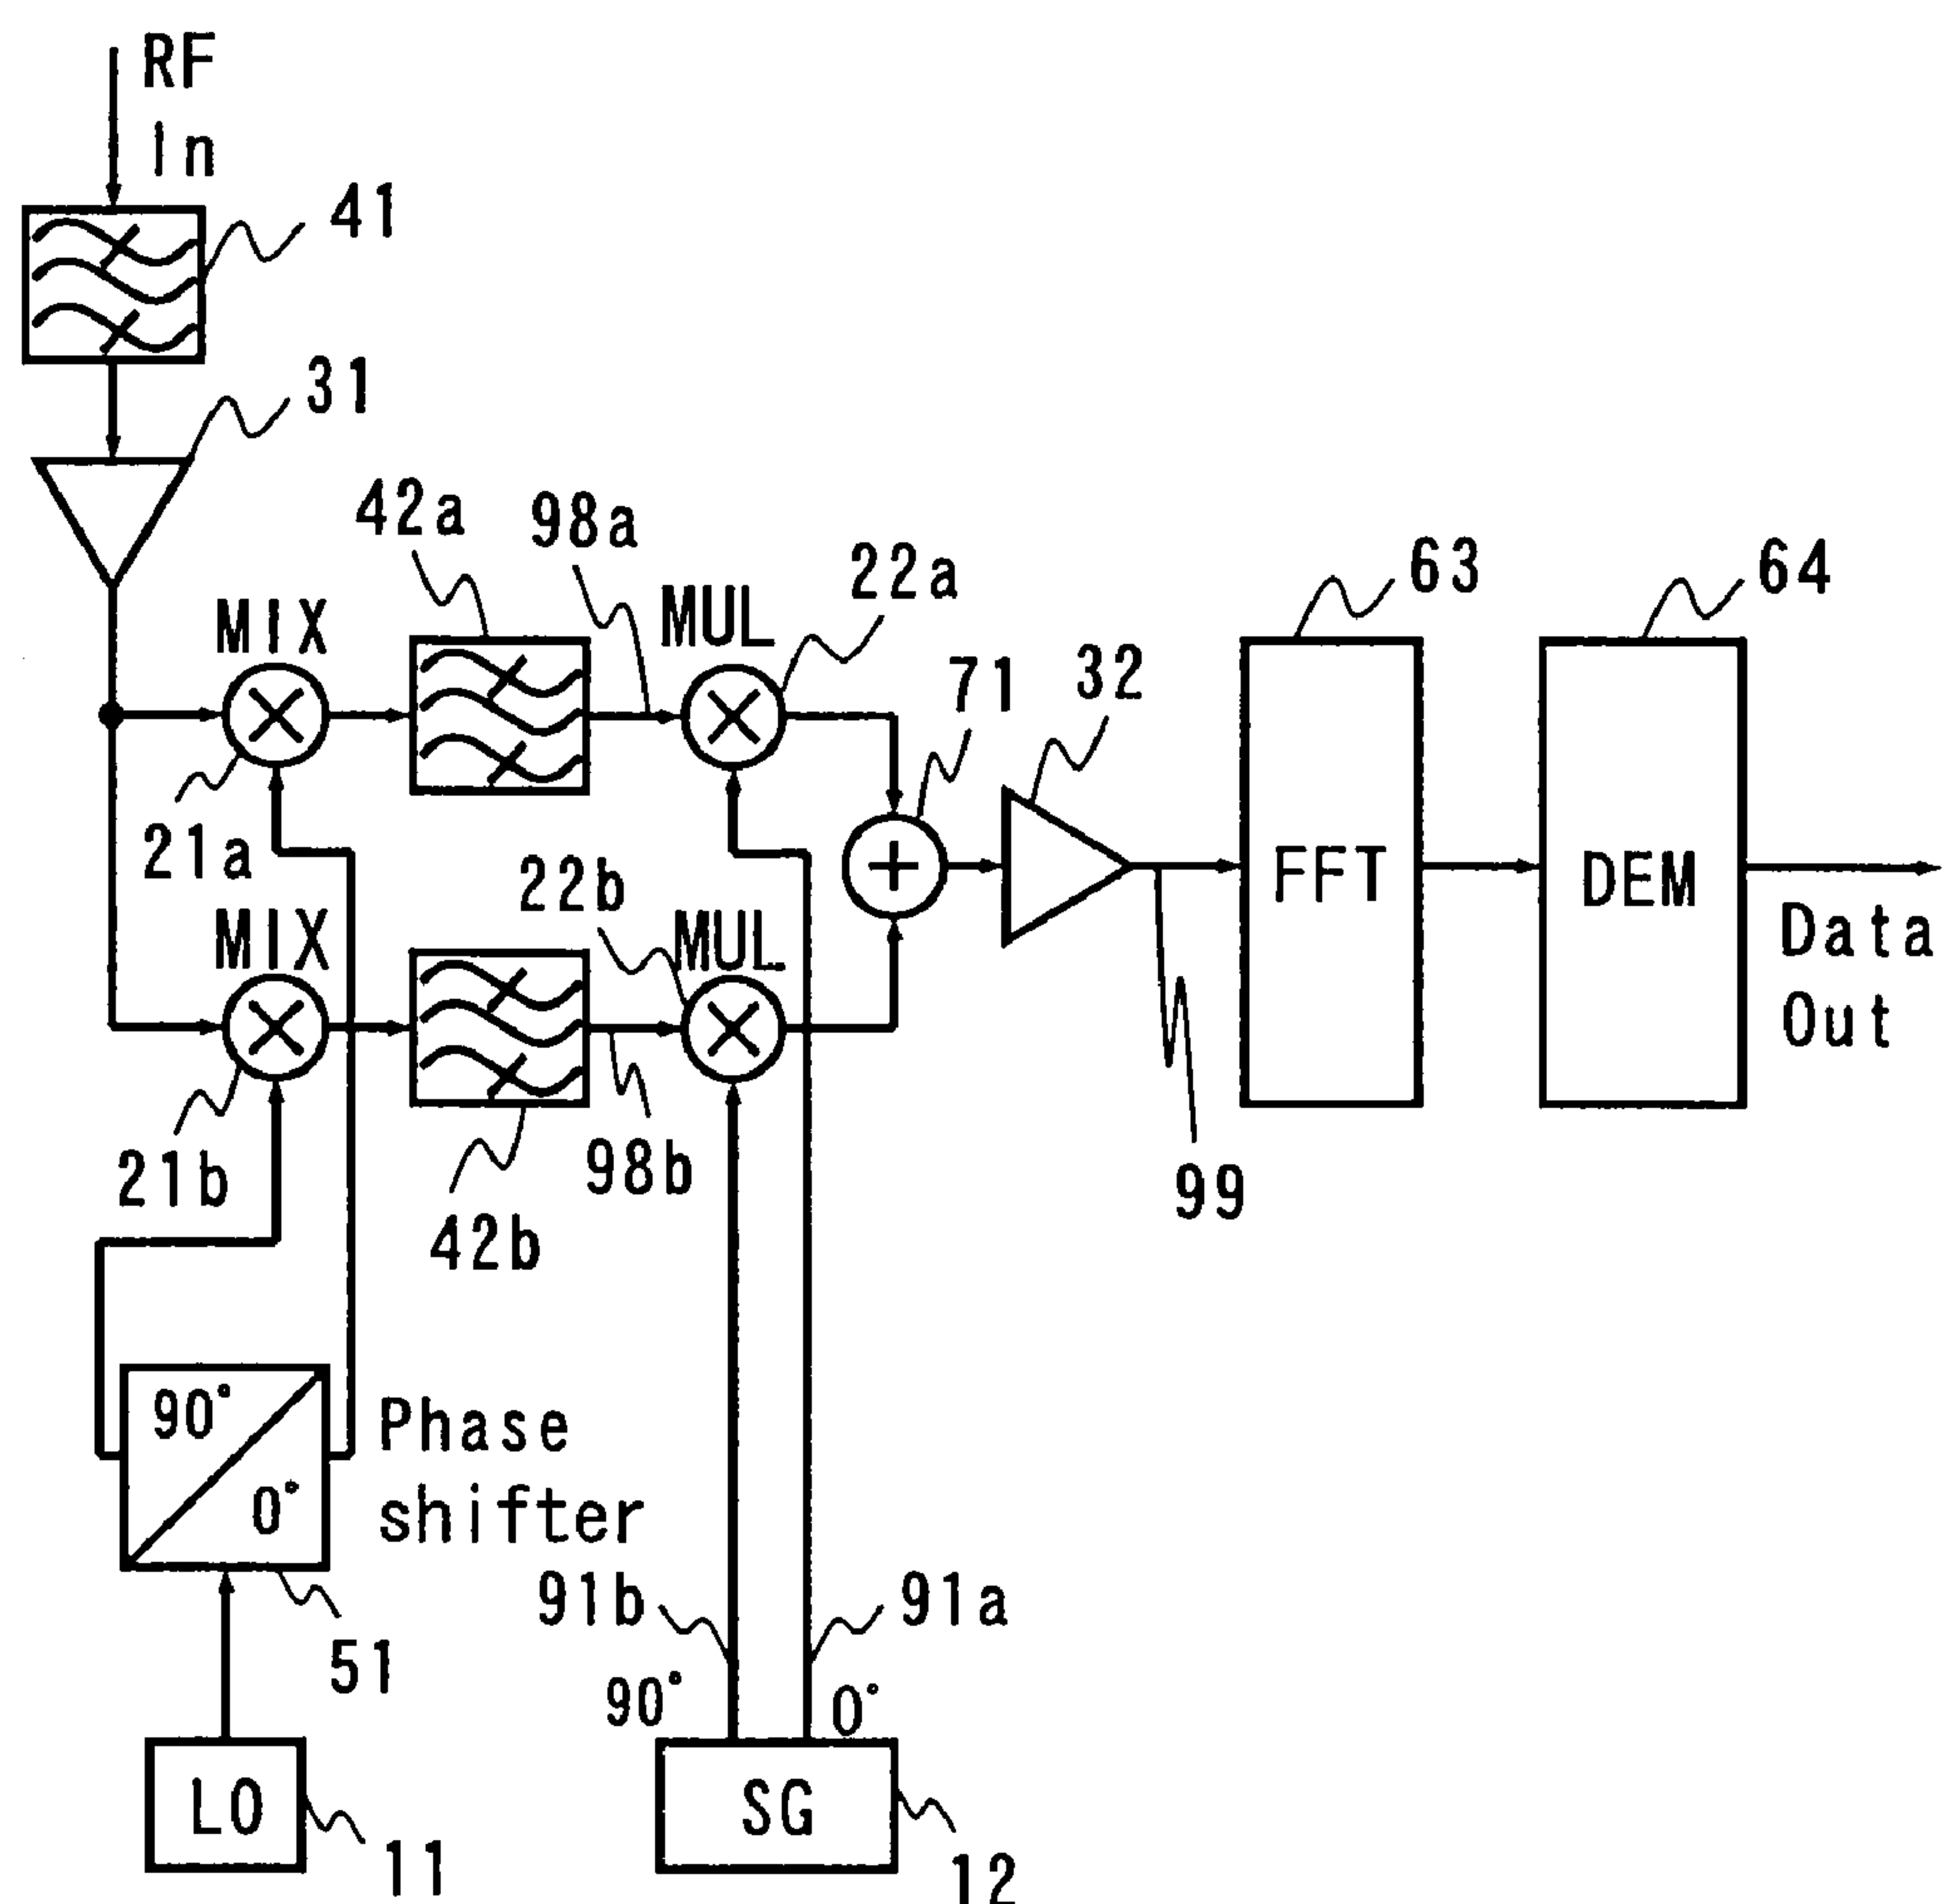 RF
In
41
31
42a
98a
22a
63
64
MIX
MUL
71
32
21a
22b
FFT
DEM
MIX
MUL
Data
Out
21b
98b
99
42b
90°
0°
Phase
shifter
91b
91a
51
90°
0°
LO
SG
11
12